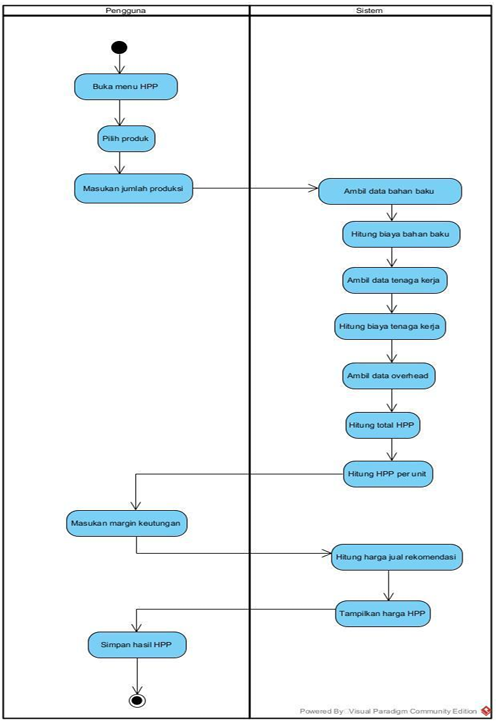 Pengguna
Sistem
Buka menu HPP
Pilih produk
Masukan jumlah produksi
Ambil data bahan baku
Hitung biaya bahan baku
Ambil data tenaga kerja
Hitung biaya tenaga kerja
Ambil data overhead
Hitung total HPP
Hitung HPP per unit
Masukan margin keutungan
Hitung harga jual rekomendasi
Tampilkan harga HPP
Simpan hasil HPP
Powered By: Visual Paradigm Community Edition